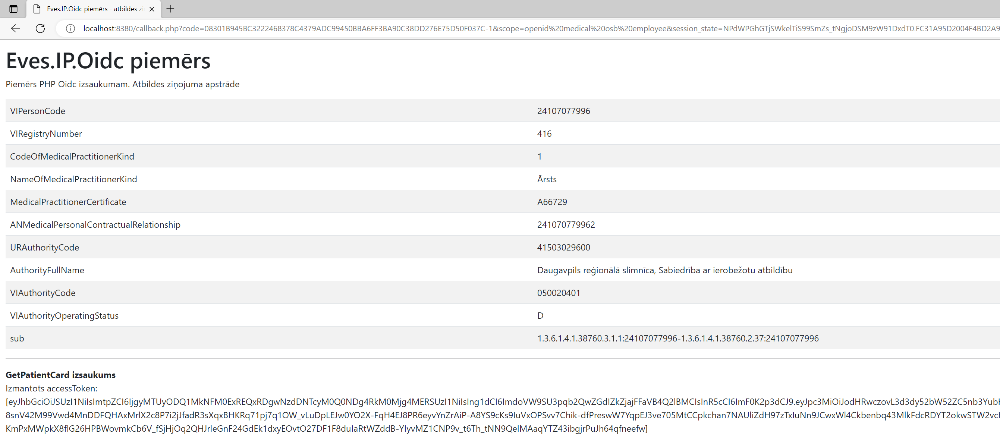 Eves.IP.Oidc piemērs - atbildes zi
localhost:8380/callback.php?code=08301B945BC3222468378C4379ADC99450BBA6FF3BA90C38DD276E75D50F037C-1&scope=openid%20medical%20osb%20employee&session_state=NPdWPGhGTjSWkelTiS99SmZs_tNgjoDSM9zW91DxdT0.FC31A95D2004F4BD2A9
Eves.IP.Oidc piemērs
Piemērs PHP Oidc izsaukumam. Atbildes ziņojuma apstrāde
VIPersonCode 24107077996
VIRegistryNumber 416
CodeOfMedicalPractitionerKind 1
NameOfMedicalPractitionerKind Ārsts
MedicalPractitionerCertificate A66729
ANMedicalPersonalContractualRelationship 241070779962
URAuthorityCode 41503029600
AuthorityFullName Daugavpils reģionālā slimnīca, Sabiedrība ar ierobežotu atbildību
VIAuthorityCode 050020401
VIAuthorityOperatingStatus D
sub 1.3.6.1.4.1.38760.3.1.1:24107077996-1.3.6.1.4.1.38760.2.37:24107077996
GetPatientCard izsaukums
Izmantots accessToken:
[eyJhbGciOiJSUzI1NiIsImtpZCI6IjgyMTUyODQ1MkNFM0ExREQxRDgwNzdDNTcyM0Q0NDg4RkM0Mjg4MERSUzI1NiIsIng1dCI6ImdoVW9SU3pqb2QwZGdIZkZjajFFaVB4Q2lBMCIsInR5cCI6ImF0K2p3dCJ9.eyJpc3MiOiJodHRwczovL3d3dy52bW52ZC5nb3YubH
8snV42M99Vwd4MnDDFQHAxMrlX2c8P7i2jJfadR3sXqxBHKRq71pj7q1OW_vLuDpLEJw0YO2X-FqH4EJ8PR6eyvYnZrAiP-A8YS9cKs9IuVxOPSvv7Chik-dfPreswW7YqpEJ3ve705MtCCpkchan7NAUliZdH97zTxIuNn9JCwxWl4Ckbenbq43MlkFdcRDYT2okwSTW2vcl
KmPxMWpkX8flG26HPBWovmkCb6V_fSjHjOq2QHJrleGnF24GdEk1dxyEOvtO27DF1F8duIaRtWZddB-YIyvMZ1CNP9v_t6Th_tNN9QelMAaqYTZ43ibgjrPuJh64qfneefw]